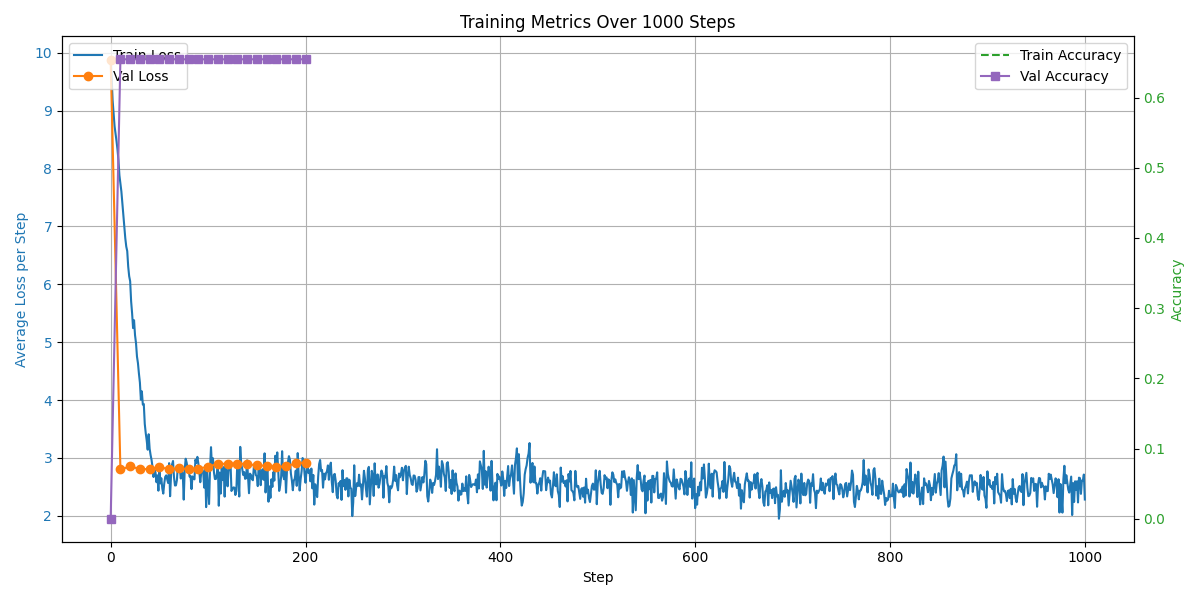 Training Metrics Over 1000 Steps
Train Loss
Val Loss
Train Accuracy
Val Accuracy
10
9
8
7
6
5
4
3
2
Average Loss per Step
0.6
0.5
0.4
0.3
0.2
0.1
0.0
Accuracy
0
200
400
600
800
1000
Step